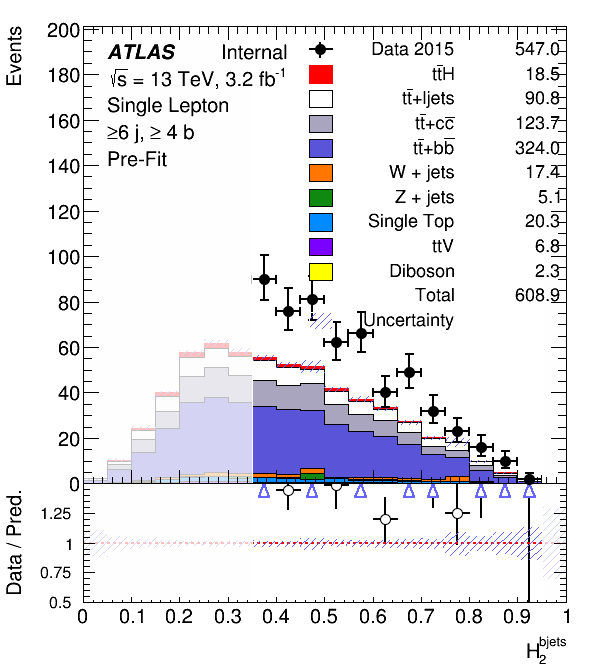 Events
200
180
160
140
120
100
80
60
40
20
0
ATLAS Internal
√s = 13 TeV, 3.2 fb⁻¹
Single Lepton
≥6 j, ≥ 4 b
Pre-Fit
Data 2015 547.0
tt̄H 18.5
tt̄+ljets 90.8
tt̄+cc̄ 123.7
tt̄+bb̄ 324.0
W + jets 17.4
Z + jets 5.1
Single Top 20.3
ttV 6.8
Diboson 2.3
Total 608.9
Uncertainty
Data / Pred.
1.25
1
0.75
0.5
0 0.1 0.2 0.3 0.4 0.5 0.6 0.7 0.8 0.9 1
H₂ᵇʲᵉᵗˢ